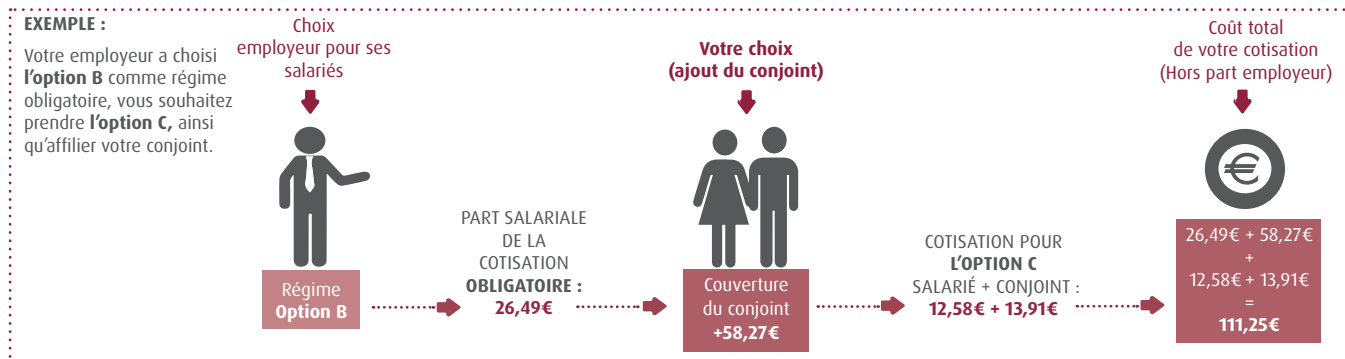 EXEMPLE :
Votre employeur a choisi
l'option B comme régime
obligatoire, vous souhaitez
prendre l'option C, ainsi
qu'affilier votre conjoint.
Choix
employeur pour ses
salariés
Régime
Option B
PART SALARIALE
DE LA
COTISATION
OBLIGATOIRE :
26,49€
Votre choix
(ajout du conjoint)
Couverture
du conjoint
+58,27€
COTISATION POUR
L'OPTION C
SALARIÉ + CONJOINT :
12,58€ + 13,91€
Coût total
de votre cotisation
(Hors part employeur)
€
26,49€ + 58,27€
+
12,58€ + 13,91€
=
111,25€